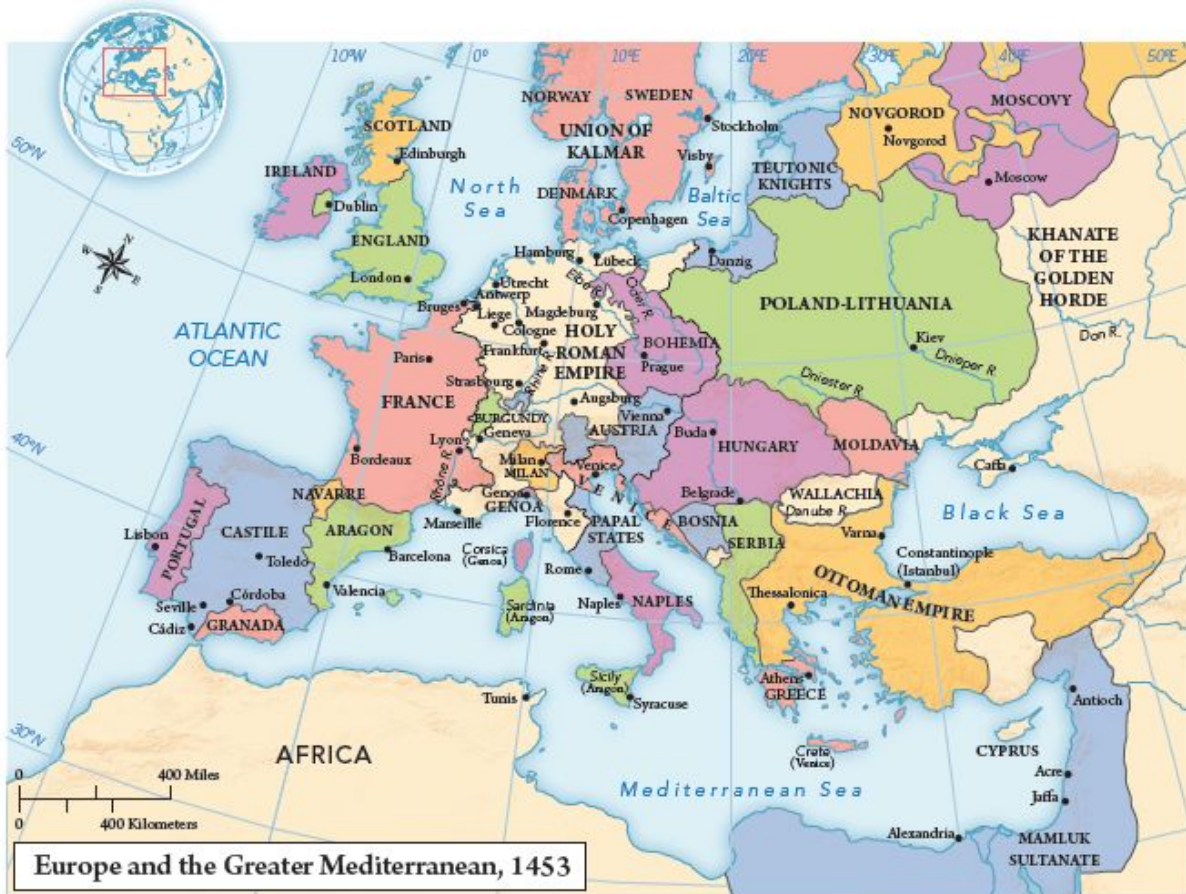 10°W
0°
10°E
20°E
30°E
40°E
50°E
50°N
40°N
30°N
NORWAY
SWEDEN
UNION OF
KALMAR
Stockholm
NOVGOROD
Novgorod
MOSCOVY
Moscow
SCOTLAND
Edinburgh
IRELAND
Dublin
ENGLAND
London
North
Sea
DENMARK
Copenhagen
Visby
Baltic
Sea
TEUTONIC
KNIGHTS
Danzig
KHANATE
OF THE
GOLDEN
HORDE
Don R.
N
W
E
S
ATLANTIC
OCEAN
Hamburg
Lübeck
Utrecht
Antwerp
Bruges
Liege
Cologne
Magdeburg
Elbe R.
Oder R.
Frankfurt
HOLY
ROMAN
EMPIRE
Rhine R.
Strasbourg
Augsburg
BOHEMIA
Prague
POLAND-LITHUANIA
Kiev
Dnieper R.
Dniester R.
Paris
FRANCE
BURGUNDY
Geneva
Lyon
Rhône R.
Bordeaux
Vienna
AUSTRIA
Buda
HUNGARY
MOLDAVIA
Caffa
Milan
MILAN
Venice
VENICE
Genoa
GENOA
Florence
Marseille
PAPAL
STATES
Belgrade
BOSNIA
SERBIA
WALLACHIA
Danube R.
Varna
Black Sea
NAVARRE
ARAGON
CASTILE
PORTUGAL
Lisbon
Toledo
Barcelona
Valencia
Córdoba
Seville
Cádiz
GRANADA
Corsica
(Genoa)
Sardinia
(Aragon)
Rome
Naples
NAPLES
Sicily
(Aragon)
Syracuse
Tunis
Constantinople
(Istanbul)
OTTOMAN EMPIRE
Thessalonica
Athens
GREECE
Crete
(Venice)
CYPRUS
Antioch
Acre
Jaffa
Alexandria
MAMLUK
SULTANATE
Mediterranean Sea
AFRICA
0
400 Miles
0
400 Kilometers
Europe and the Greater Mediterranean, 1453